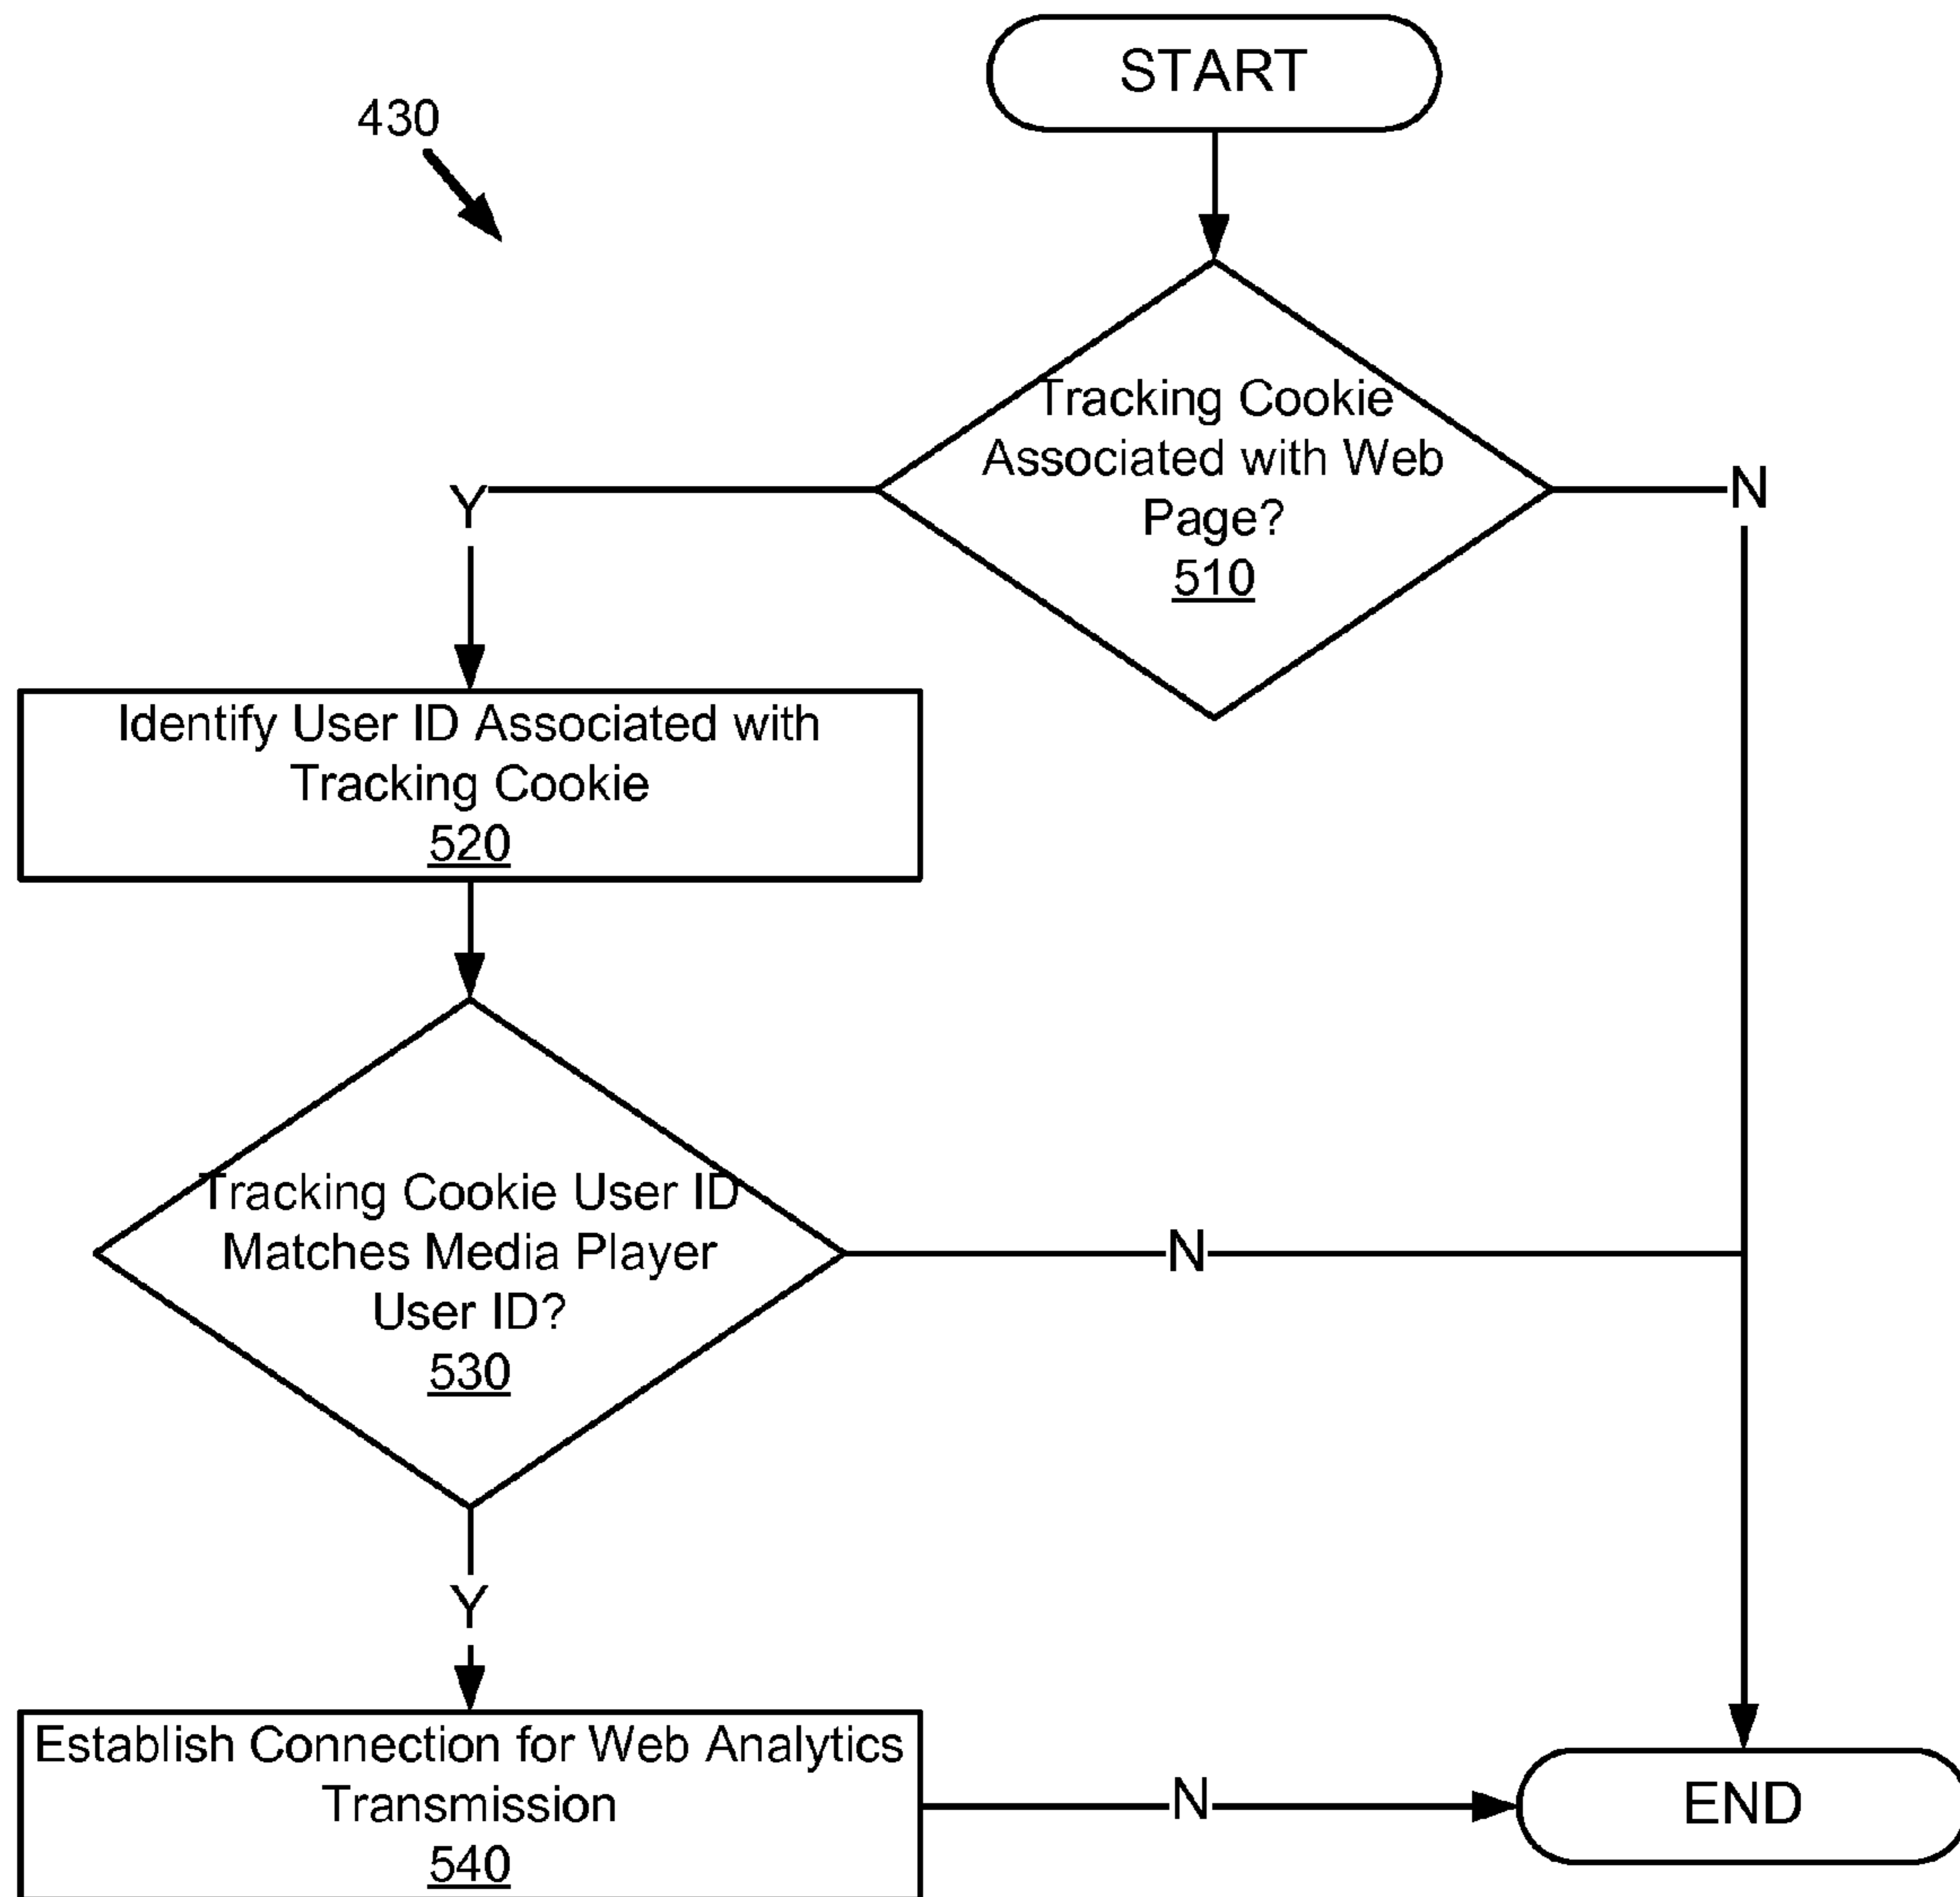 START
430
Tracking Cookie
Associated with Web
Page?
510
Y
N
Identify User ID Associated with
Tracking Cookie
520
Tracking Cookie User ID
Matches Media Player
User ID?
530
N
Y
Establish Connection for Web Analytics
Transmission
540
N
END